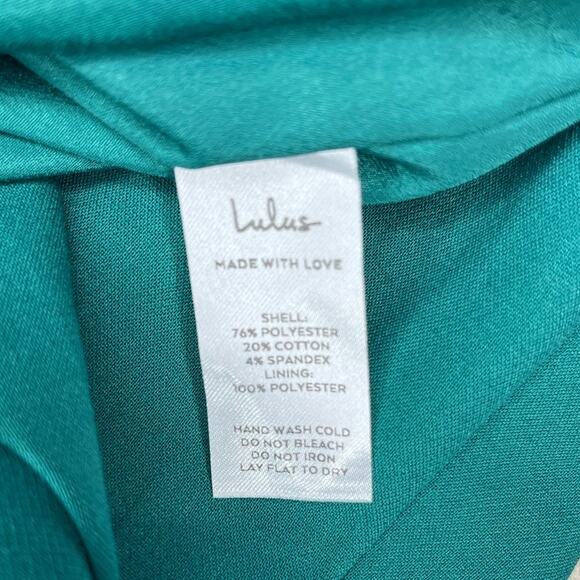 Lulus
MADE WITH LOVE
SHELL:
76% POLYESTER
20% COTTON
4% SPANDEX
LINING:
100% POLYESTER
HAND WASH COLD
DO NOT BLEACH
DO NOT IRON
LAY FLAT TO DRY